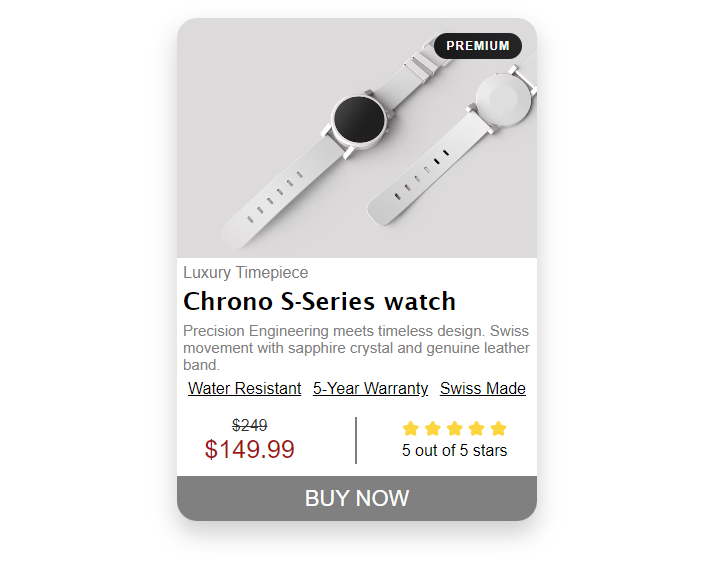 PREMIUM
Luxury Timepiece
Chrono S-Series watch
Precision Engineering meets timeless design. Swiss
movement with sapphire crystal and genuine leather
band.
Water Resistant 5-Year Warranty Swiss Made
$249
$149.99
5 out of 5 stars
BUY NOW